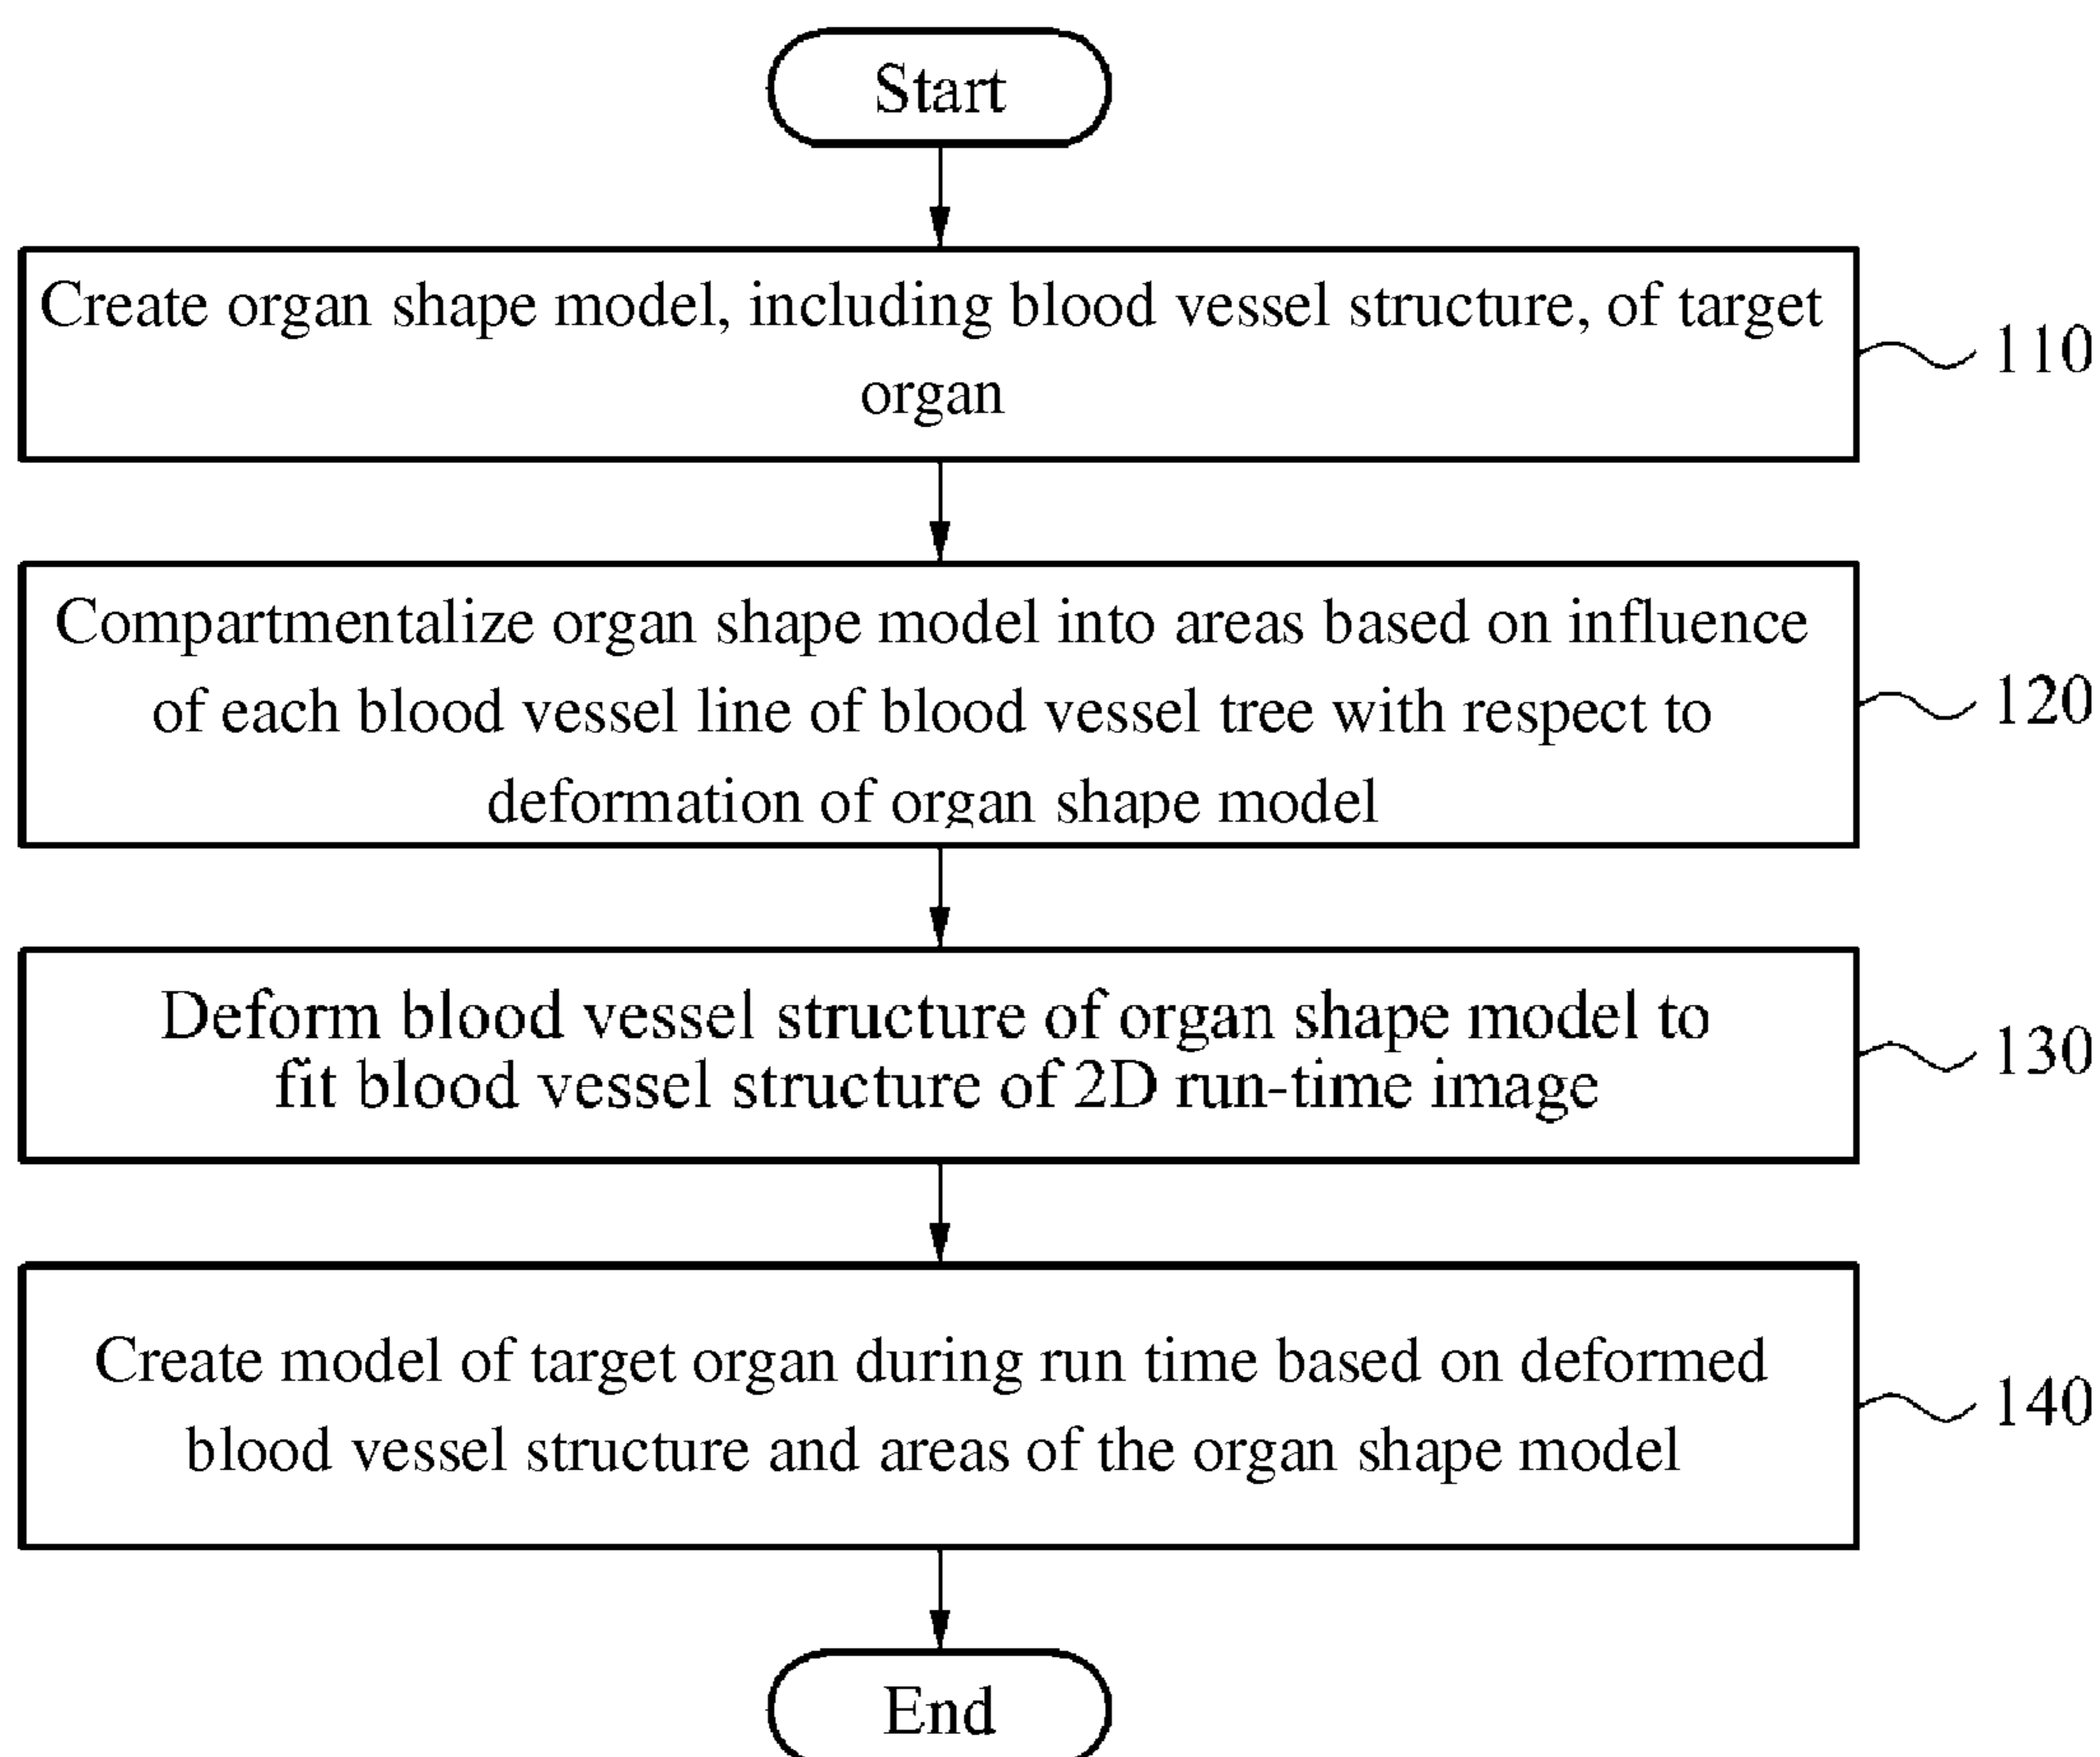 Start
Create organ shape model, including blood vessel structure, of target
organ
110
Compartmentalize organ shape model into areas based on influence
of each blood vessel line of blood vessel tree with respect to
deformation of organ shape model
120
Deform blood vessel structure of organ shape model to
fit blood vessel structure of 2D run-time image
130
Create model of target organ during run time based on deformed
blood vessel structure and areas of the organ shape model
140
End